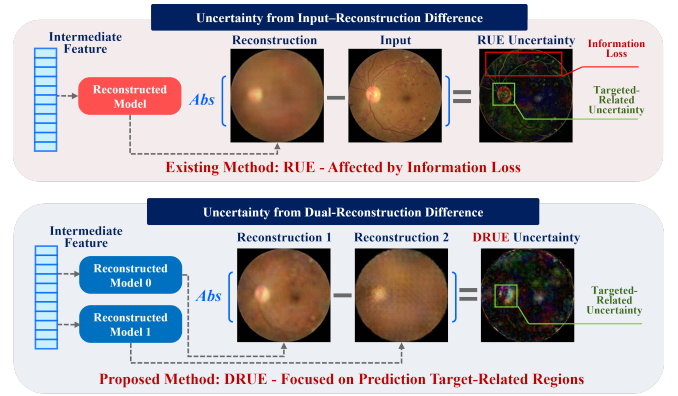 Uncertainty from Input–Reconstruction Difference
Intermediate
Feature
Reconstruction
Input
RUE Uncertainty
Information
Loss
Reconstructed
Model
Abs
Targeted-
Related
Uncertainty
Existing Method: RUE - Affected by Information Loss
Uncertainty from Dual-Reconstruction Difference
Intermediate
Feature
Reconstruction 1
Reconstruction 2
DRUE Uncertainty
Reconstructed
Model 0
Abs
Reconstructed
Model 1
Targeted-
Related
Uncertainty
Proposed Method: DRUE - Focused on Prediction Target-Related Regions